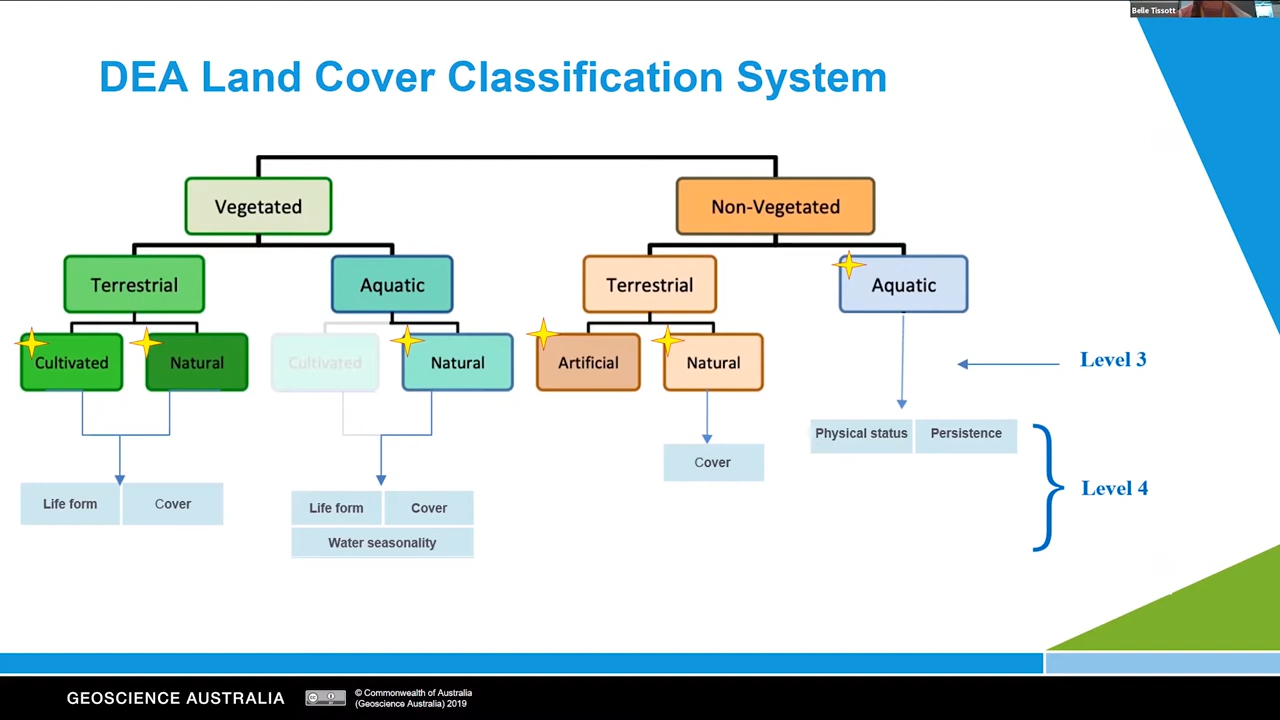 Belle Tissott
DEA Land Cover Classification System
Vegetated
Non-Vegetated
Terrestrial
Aquatic
Terrestrial
Aquatic
Cultivated
Natural
Cultivated
Natural
Artificial
Natural
Level 3
Physical status
Persistence
Cover
Level 4
Life form
Cover
Life form
Cover
Water seasonality
GEOSCIENCE AUSTRALIA
© Commonwealth of Australia
(Geoscience Australia) 2019